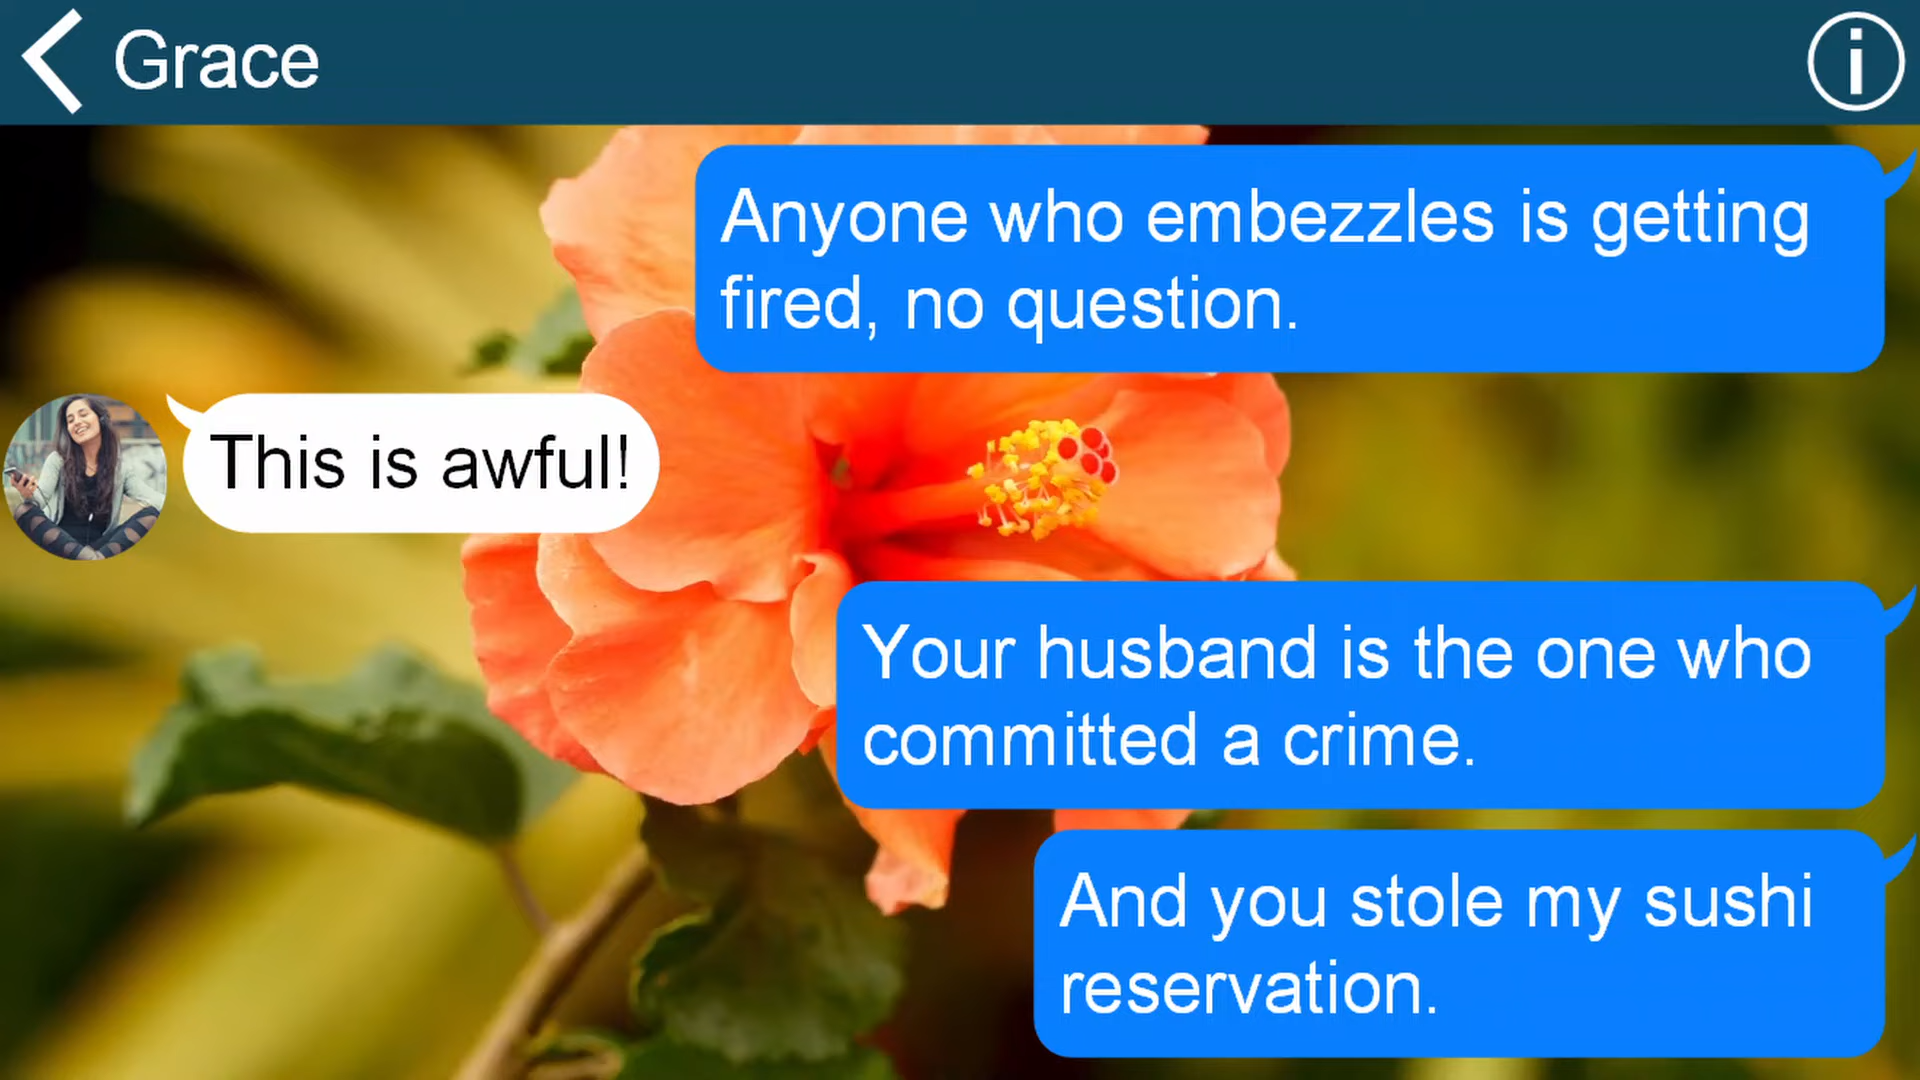 Grace
Anyone who embezzles is getting
fired, no question.
This is awful!
Your husband is the one who
committed a crime.
And you stole my sushi
reservation.